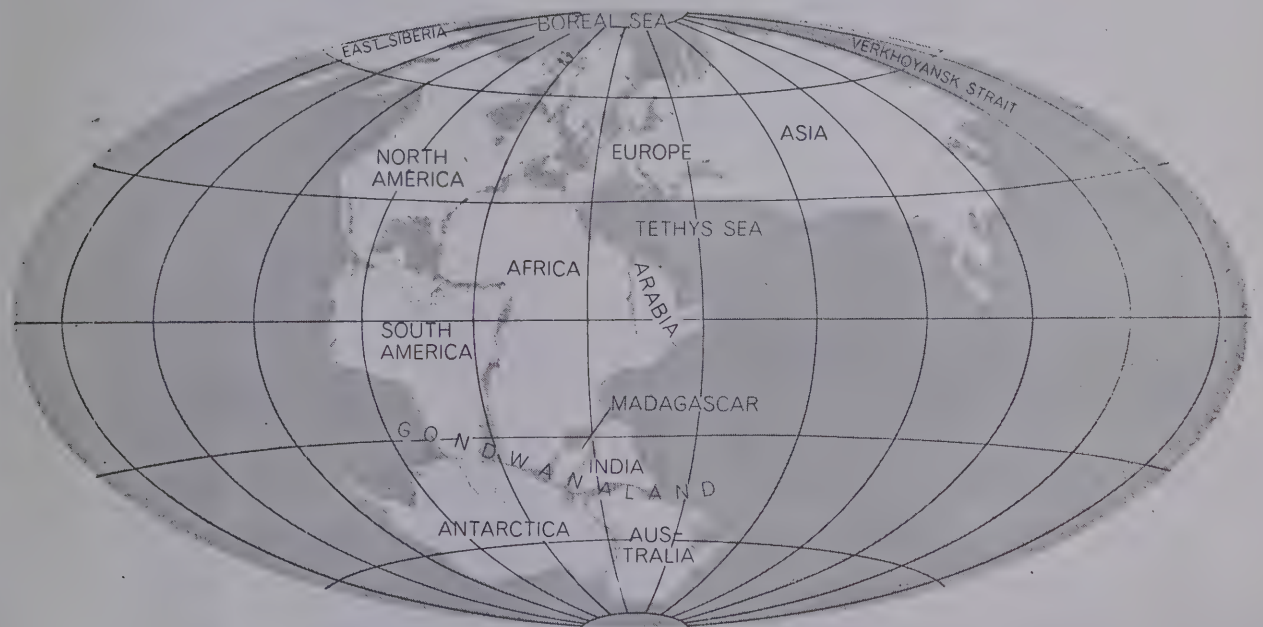 BOREAL SEA
EAST SIBERIA
VERKHOYANSK STRAIT
ASIA
NORTH
AMERICA
EUROPE
TETHYS SEA
AFRICA
ARABIA
SOUTH
AMERICA
MADAGASCAR
GONDWANALAND
INDIA
ANTARCTICA
AUS-
TRALIA